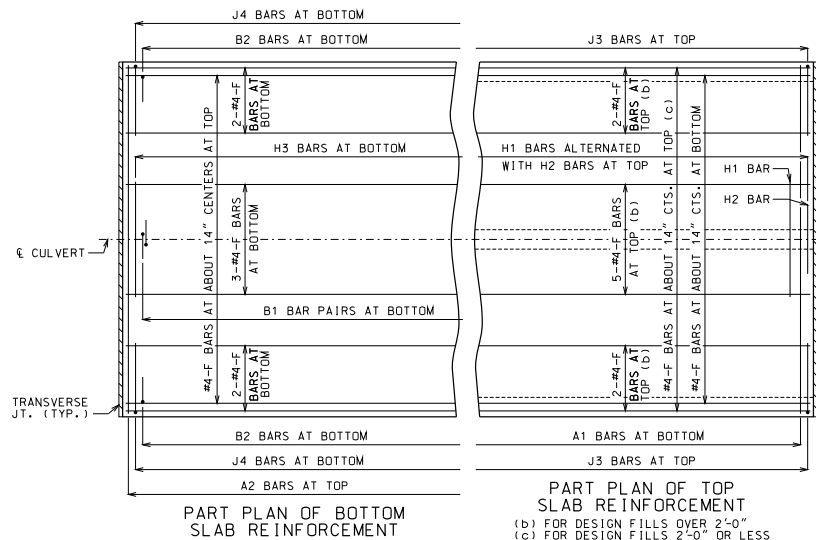 J4 BARS AT BOTTOM
B2 BARS AT BOTTOM
J3 BARS AT TOP
2-#4-F
BARS AT
BOTTOM
2-#4-F
BARS AT
TOP (b)
H3 BARS AT BOTTOM
H1 BARS ALTERNATED
WITH H2 BARS AT TOP
H1 BAR
H2 BAR
#4-F BARS AT ABOUT 14" CENTERS AT TOP
3-#4-F BARS
AT BOTTOM
5-#4-F BARS
AT TOP (b)
#4-F BARS AT ABOUT 14" CTS. AT TOP (c)
#4-F BARS AT ABOUT 14" CTS. AT BOTTOM
℄ CULVERT
B1 BAR PAIRS AT BOTTOM
2-#4-F
BARS AT
BOTTOM
2-#4-F
BARS AT
TOP (b)
TRANSVERSE
JT. (TYP.)
B2 BARS AT BOTTOM
A1 BARS AT BOTTOM
J4 BARS AT BOTTOM
J3 BARS AT TOP
A2 BARS AT TOP
PART PLAN OF BOTTOM
SLAB REINFORCEMENT
PART PLAN OF TOP
SLAB REINFORCEMENT
(b) FOR DESIGN FILLS OVER 2'-0"
(c) FOR DESIGN FILLS 2'-0" OR LESS